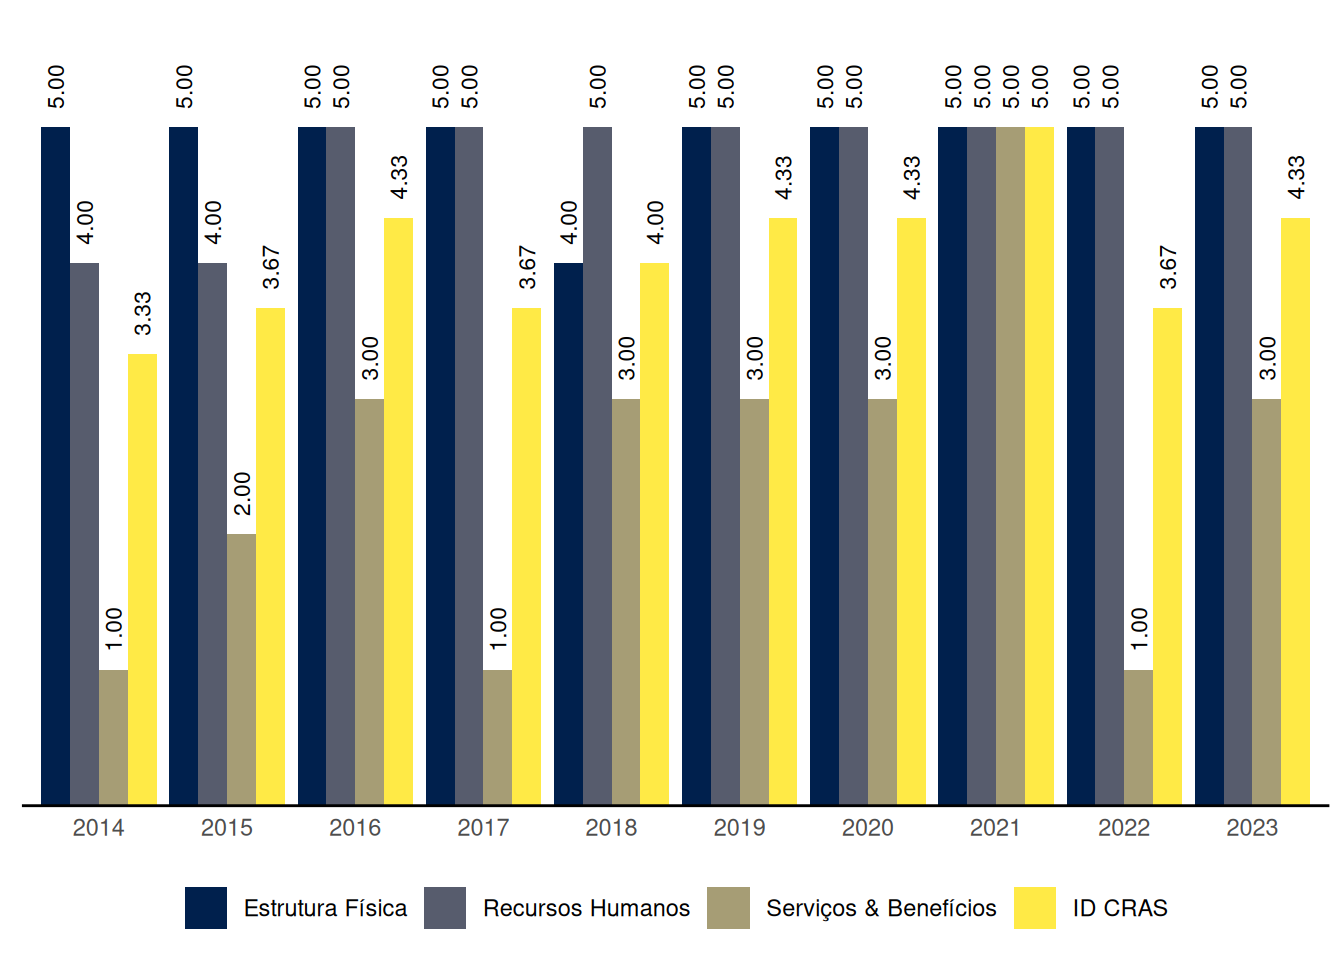 5.00 4.00 1.00 3.33 5.00 4.00 2.00 3.67 5.00 5.00 3.00 4.33 5.00 5.00 1.00 3.67 4.00 5.00 3.00 4.00 5.00 5.00 3.00 4.33 5.00 5.00 3.00 4.33 5.00 5.00 5.00 5.00 5.00 5.00 1.00 3.67 5.00 5.00 3.00 4.33
2014 2015 2016 2017 2018 2019 2020 2021 2022 2023
Estrutura Física Recursos Humanos Serviços & Benefícios ID CRAS